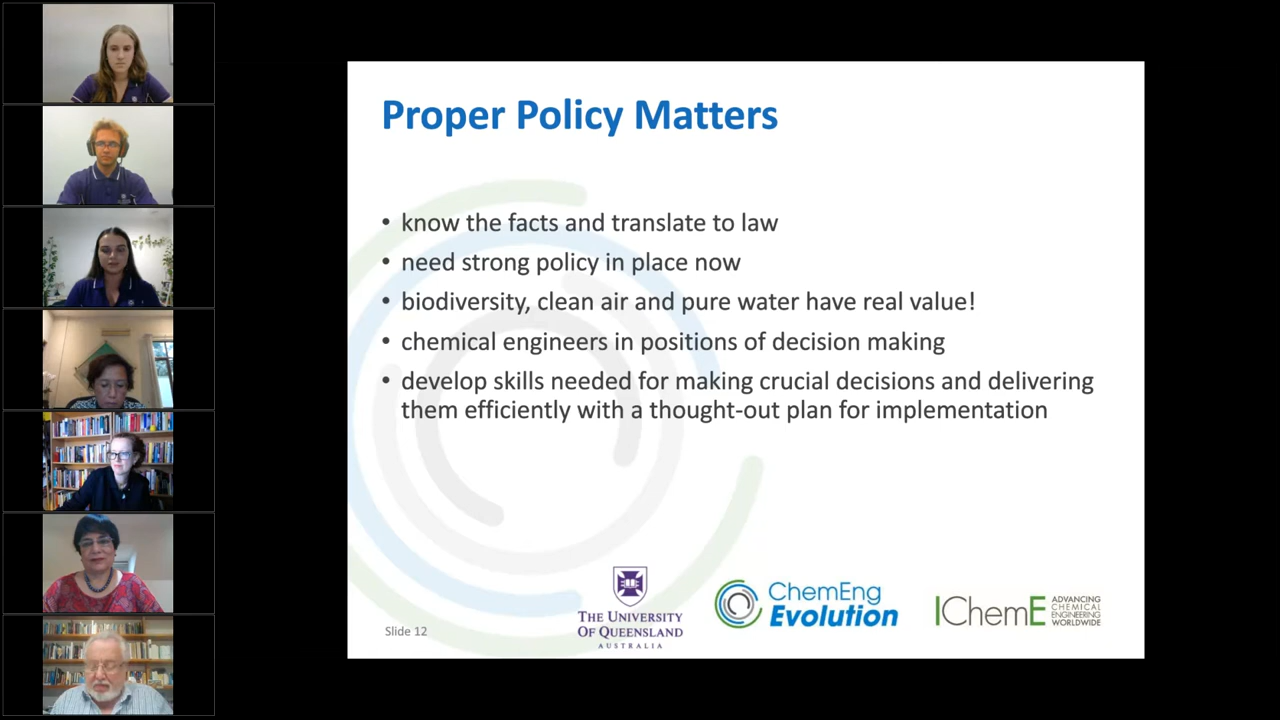 Proper Policy Matters
• know the facts and translate to law
• need strong policy in place now
• biodiversity, clean air and pure water have real value!
• chemical engineers in positions of decision making
• develop skills needed for making crucial decisions and delivering
them efficiently with a thought-out plan for implementation
Slide 12
THE UNIVERSITY
OF QUEENSLAND
AUSTRALIA
ChemEng
Evolution
IChemE
ADVANCING
CHEMICAL
ENGINEERING
WORLDWIDE